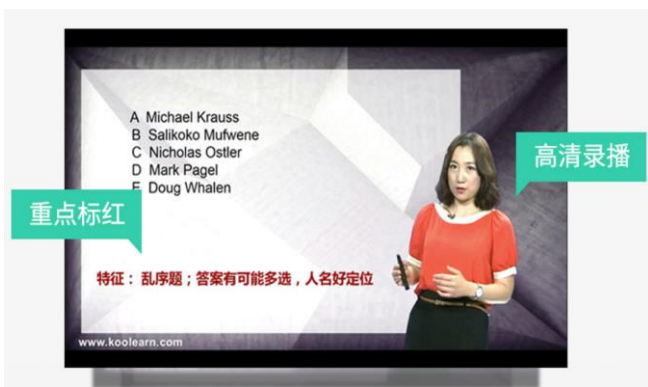 A Michael Krauss
B Salikoko Mufwene
C Nicholas Ostler
D Mark Pagel
E Doug Whalen
高清录播
重点标红
特征：乱序题；答案有可能多选，人名好定位
www.koolearn.com